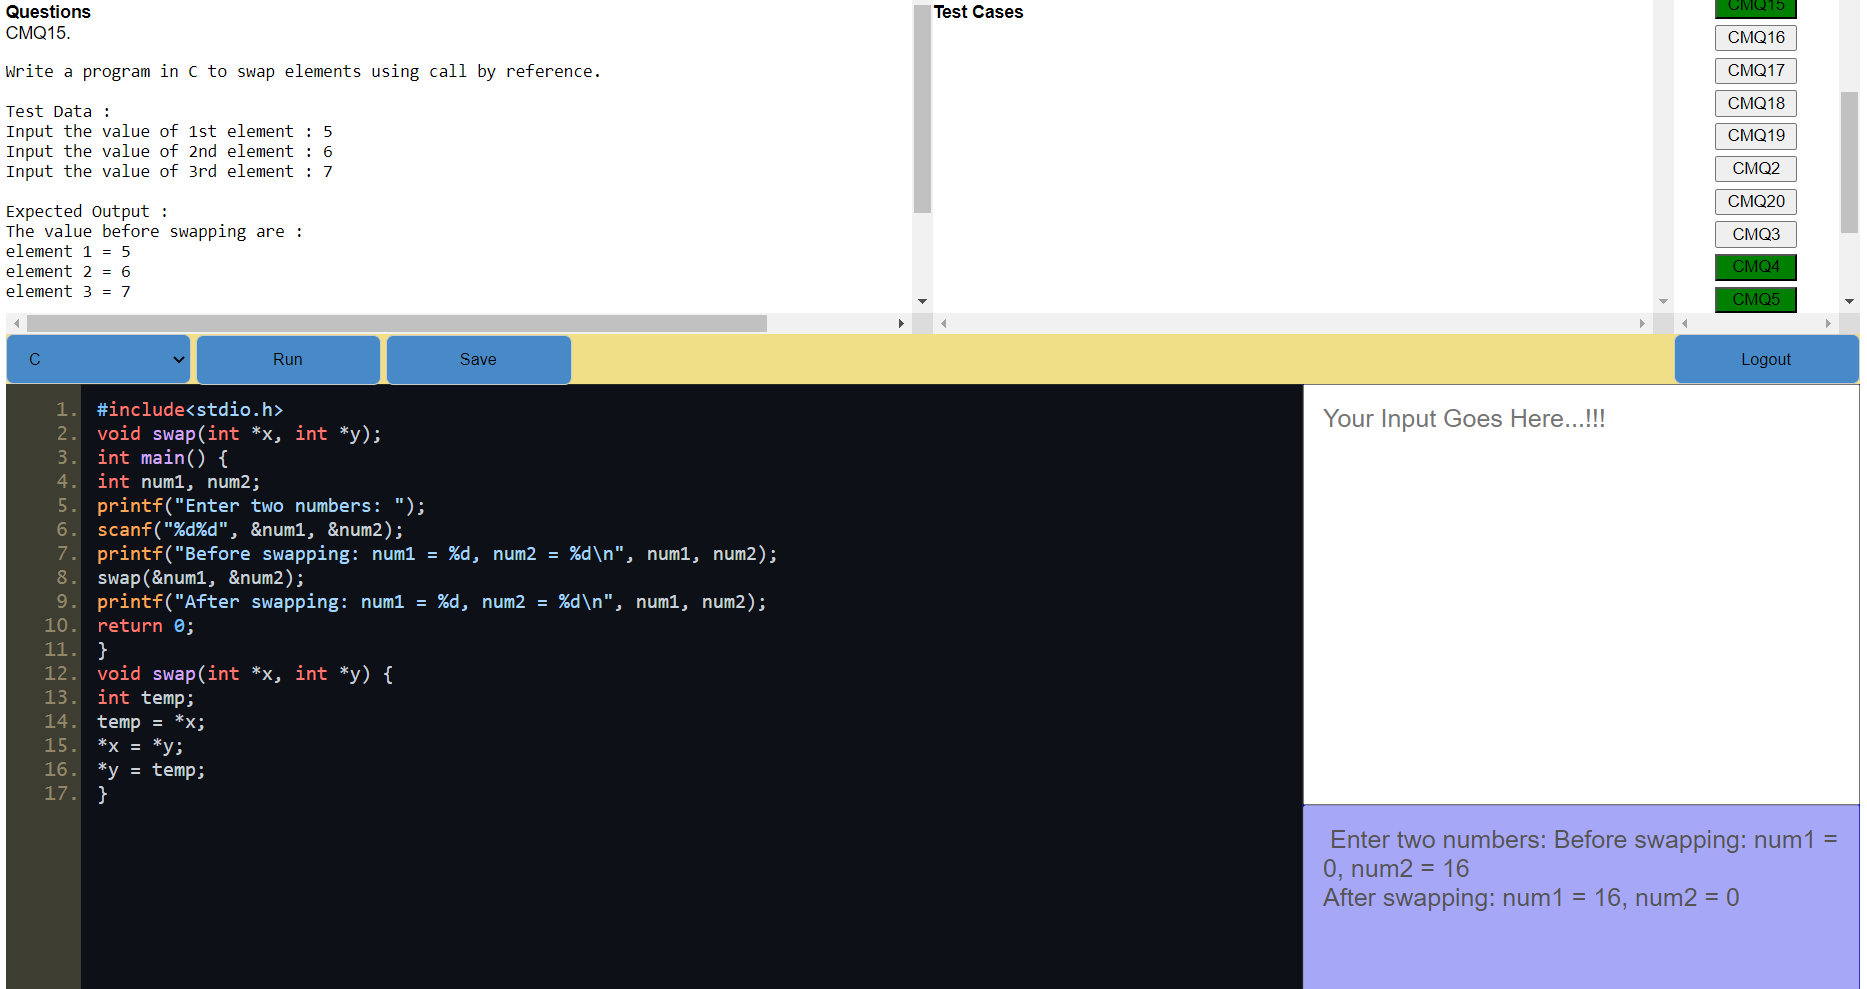 Questions
CMQ15.
Write a program in C to swap elements using call by reference.
Test Data :
Input the value of 1st element : 5
Input the value of 2nd element : 6
Input the value of 3rd element : 7
Expected Output :
The value before swapping are :
element 1 = 5
element 2 = 6
element 3 = 7
Test Cases
CMQ15
CMQ16
CMQ17
CMQ18
CMQ19
CMQ2
CMQ20
CMQ3
CMQ4
CMQ5
C
Run
Save
Logout
1. #include<stdio.h>
2. void swap(int *x, int *y);
3. int main() {
4. int num1, num2;
5. printf("Enter two numbers: ");
6. scanf("%d%d", &num1, &num2);
7. printf("Before swapping: num1 = %d, num2 = %d\n", num1, num2);
8. swap(&num1, &num2);
9. printf("After swapping: num1 = %d, num2 = %d\n", num1, num2);
10. return 0;
11. }
12. void swap(int *x, int *y) {
13. int temp;
14. temp = *x;
15. *x = *y;
16. *y = temp;
17. }
Your Input Goes Here...!!!
Enter two numbers: Before swapping: num1 =
0, num2 = 16
After swapping: num1 = 16, num2 = 0